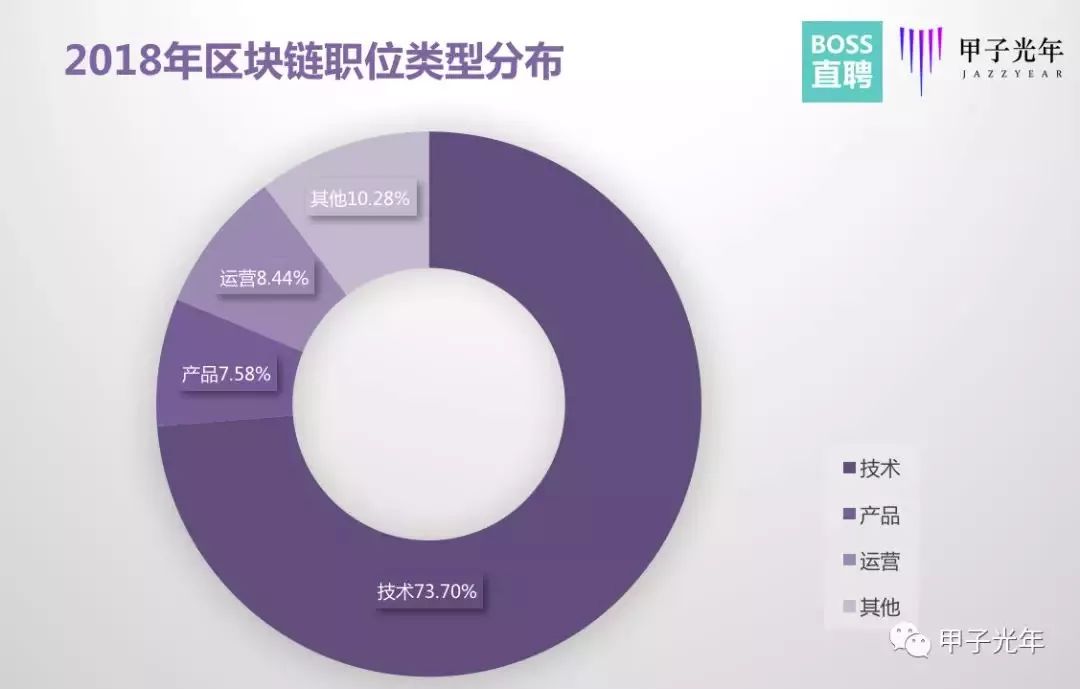 2018年区块链职位类型分布
BOSS
直聘
甲子光年
JAZZYEAR
其他10.28%
运营8.44%
产品7.58%
技术73.70%
技术
产品
运营
其他
甲子光年